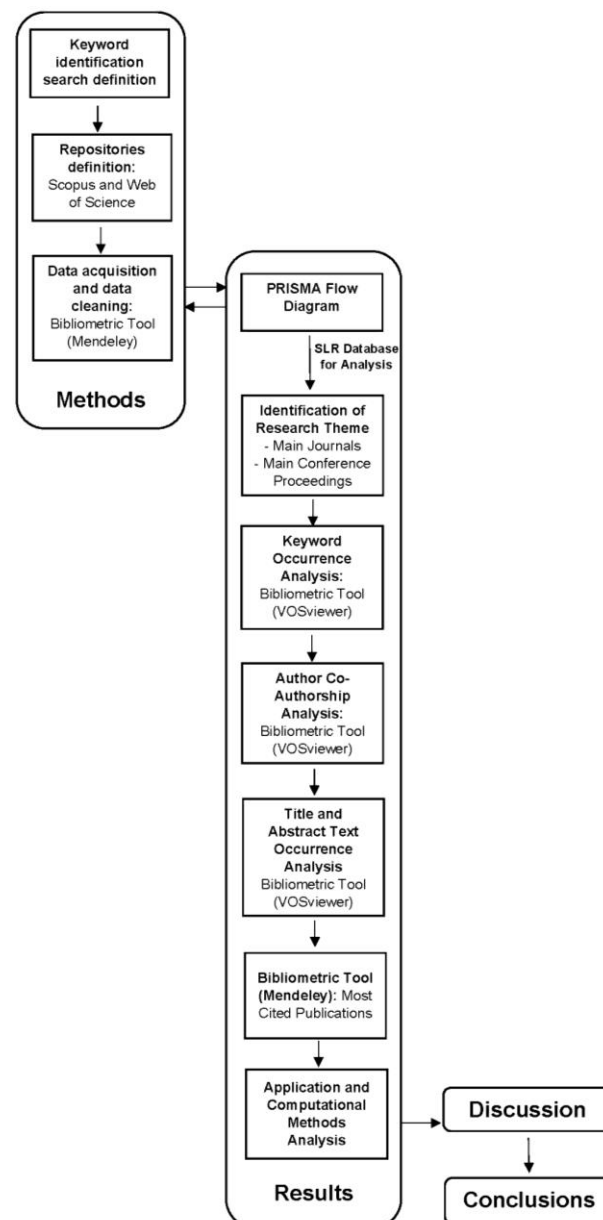 Keyword
identification
search definition
Repositories
definition:
Scopus and Web
of Science
Data acquisition
and data
cleaning:
Bibliometric Tool
(Mendeley)
Methods
PRISMA Flow
Diagram
SLR Database
for Analysis
Identification of
Research Theme
- Main Journals
- Main Conference
Proceedings
Keyword
Occurrence
Analysis:
Bibliometric Tool
(VOSviewer)
Author Co-
Authorship
Analysis:
Bibliometric Tool
(VOSviewer)
Title and
Abstract Text
Occurrence
Analysis
Bibliometric Tool
(VOSviewer)
Bibliometric Tool
(Mendeley): Most
Cited Publications
Application and
Computational
Methods
Analysis
Results
Discussion
Conclusions